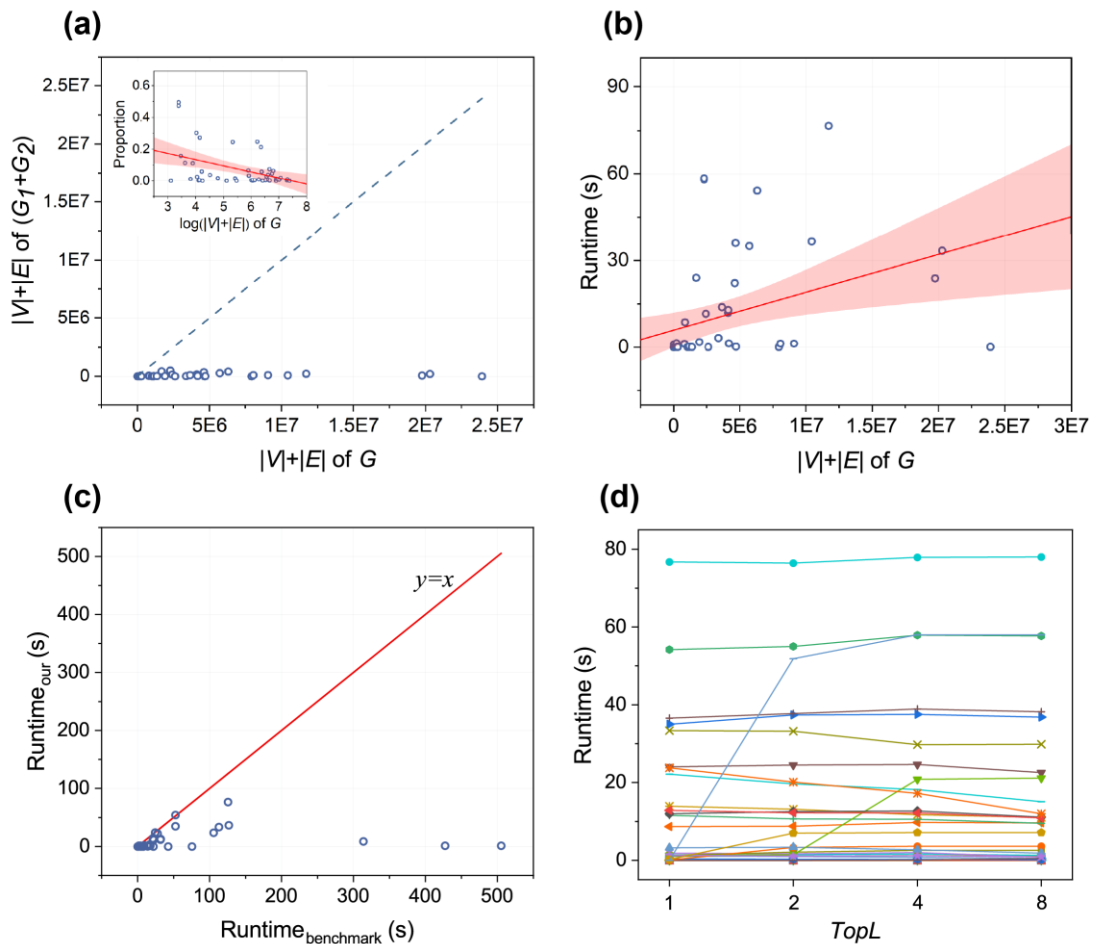 (a)
|V|+|E| of (G1+G2)
2.5E7
2E7
1.5E7
1E7
5E6
0
0 5E6 1E7 1.5E7 2E7 2.5E7
|V|+|E| of G
Proportion
0.6
0.4
0.2
0.0
3 4 5 6 7 8
log(|V|+|E|) of G
(b)
Runtime (s)
90
60
30
0
0 5E6 1E7 1.5E7 2E7 2.5E7 3E7
|V|+|E| of G
(c)
Runtimeour (s)
500
400
300
200
100
0
y=x
0 100 200 300 400 500
Runtimebenchmark (s)
(d)
Runtime (s)
80
60
40
20
0
1 2 4 8
TopL